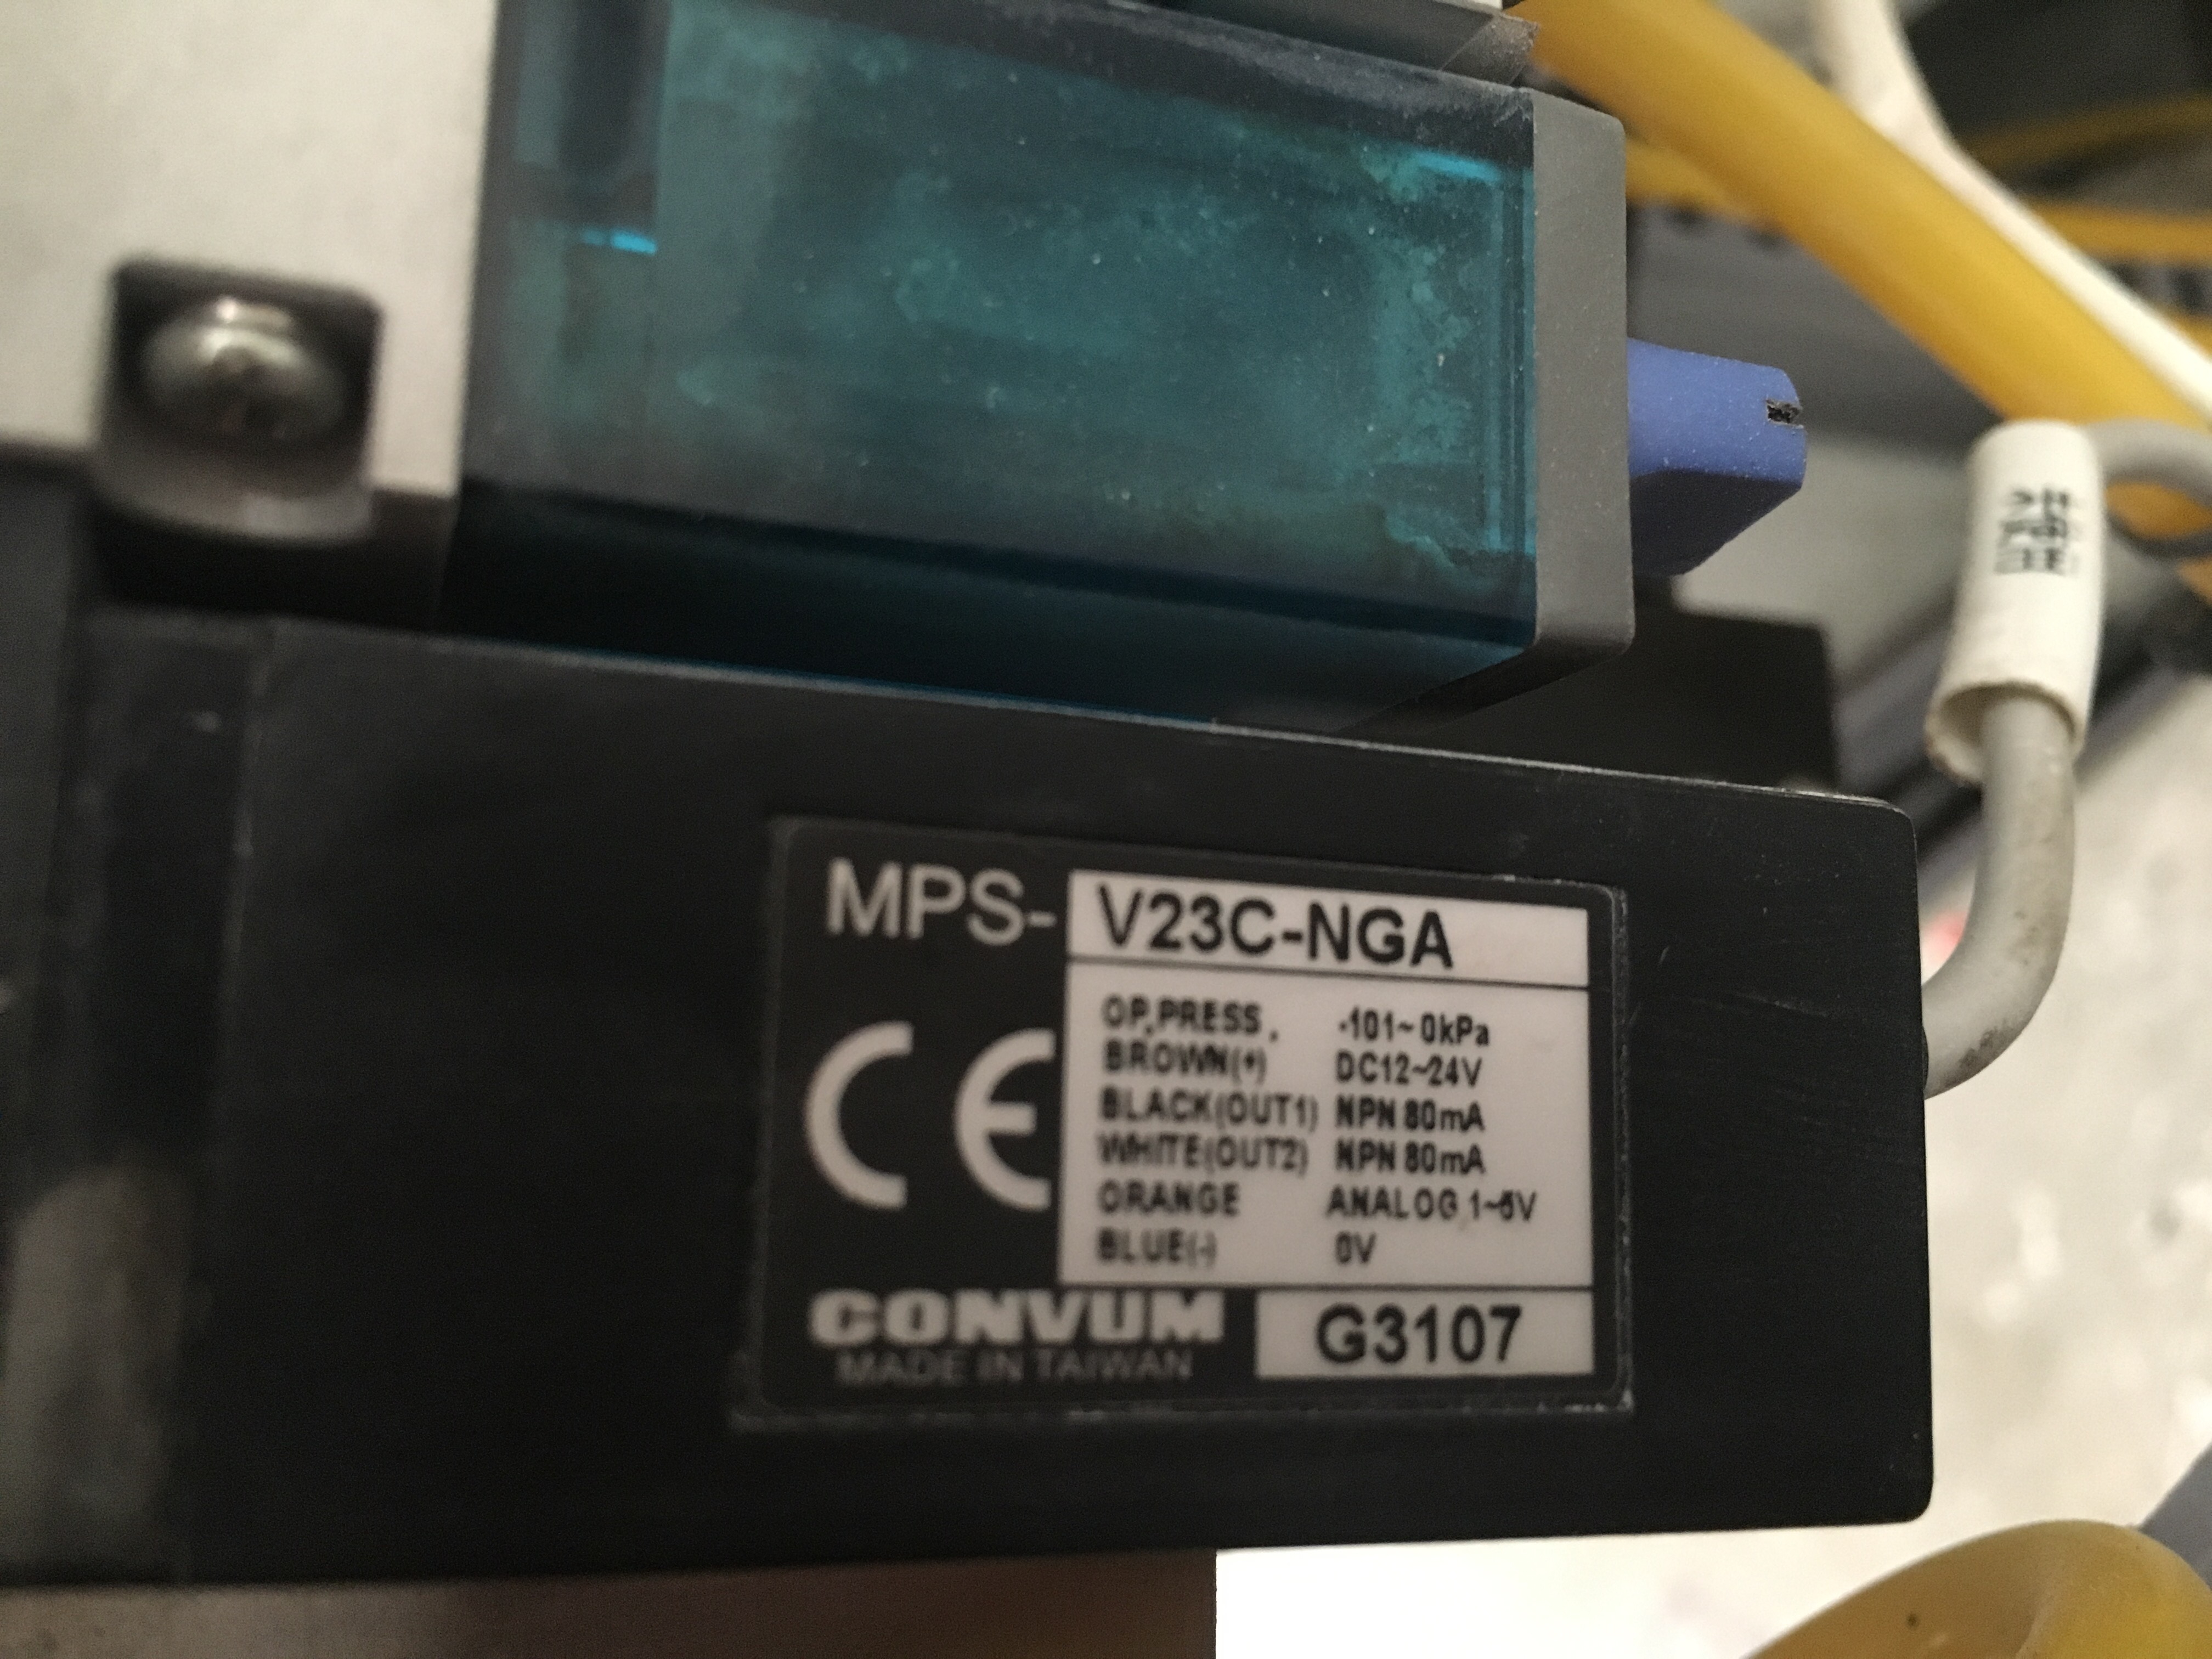 MPS- V23C-NGA
OP.PRESS. -101~0kPa
BROWN(+) DC12~24V
BLACK(OUT1) NPN 80mA
WHITE(OUT2) NPN 80mA
ORANGE ANALOG 1~5V
BLUE(-) 0V
CE
CONVUM G3107
MADE IN TAIWAN